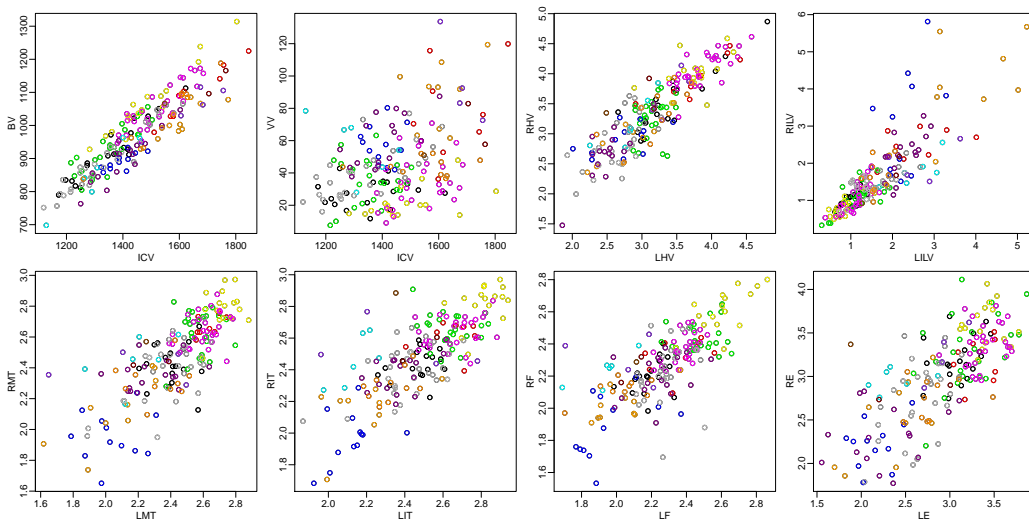 700 800 900 1000 1100 1200 1300
BV
1200 1400 1600 1800
ICV
20 40 60 80 100 120
VV
1200 1400 1600 1800
ICV
1.5 2.0 2.5 3.0 3.5 4.0 4.5 5.0
RHV
2.0 2.5 3.0 3.5 4.0 4.5
LHV
1 2 3 4 5 6
RILV
1 2 3 4 5
LILV
1.6 1.8 2.0 2.2 2.4 2.6 2.8 3.0
RMT
1.6 1.8 2.0 2.2 2.4 2.6 2.8
LMT
1.8 2.0 2.2 2.4 2.6 2.8 3.0
RIT
2.0 2.2 2.4 2.6 2.8
LIT
1.6 1.8 2.0 2.2 2.4 2.6 2.8
RF
1.8 2.0 2.2 2.4 2.6 2.8
LF
2.0 2.5 3.0 3.5 4.0
RE
1.5 2.0 2.5 3.0 3.5
LE